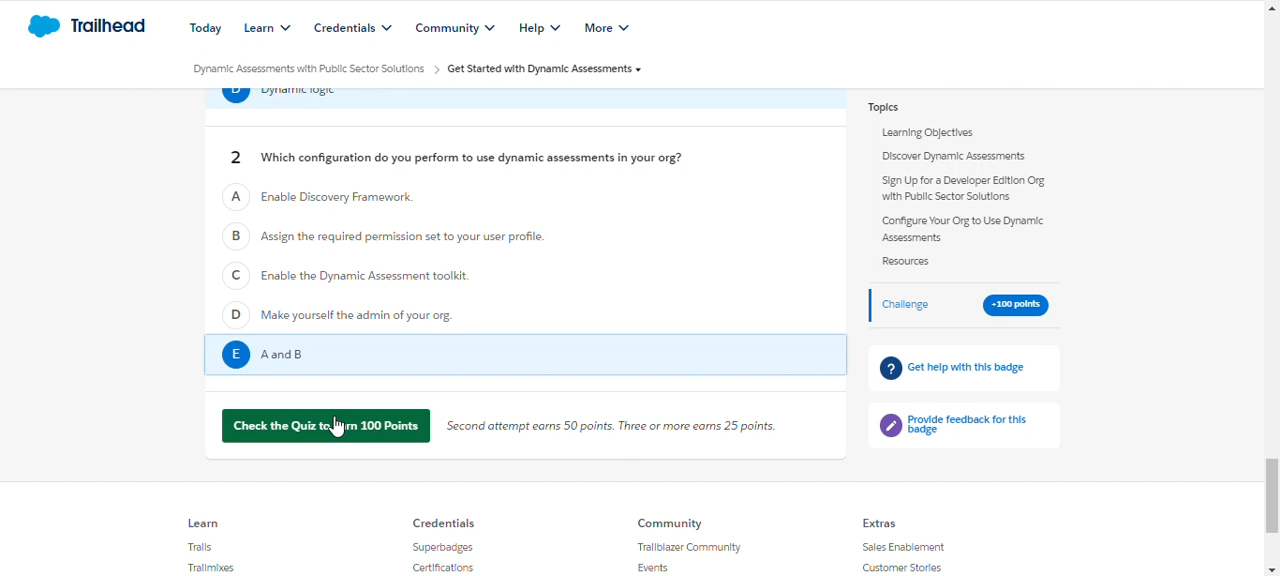 Trailhead
Today Learn Credentials Community Help More
Dynamic Assessments with Public Sector Solutions > Get Started with Dynamic Assessments
D Dynamic logic
2 Which configuration do you perform to use dynamic assessments in your org?
A Enable Discovery Framework.
B Assign the required permission set to your user profile.
C Enable the Dynamic Assessment toolkit.
D Make yourself the admin of your org.
E A and B
Check the Quiz to Earn 100 Points
Second attempt earns 50 points. Three or more earns 25 points.
Topics
Learning Objectives
Discover Dynamic Assessments
Sign Up for a Developer Edition Org
with Public Sector Solutions
Configure Your Org to Use Dynamic
Assessments
Resources
Challenge +100 points
? Get help with this badge
Provide feedback for this
badge
Learn Credentials Community Extras
Trails Superbadges Trailblazer Community Sales Enablement
Trailmixes Certifications Events Customer Stories